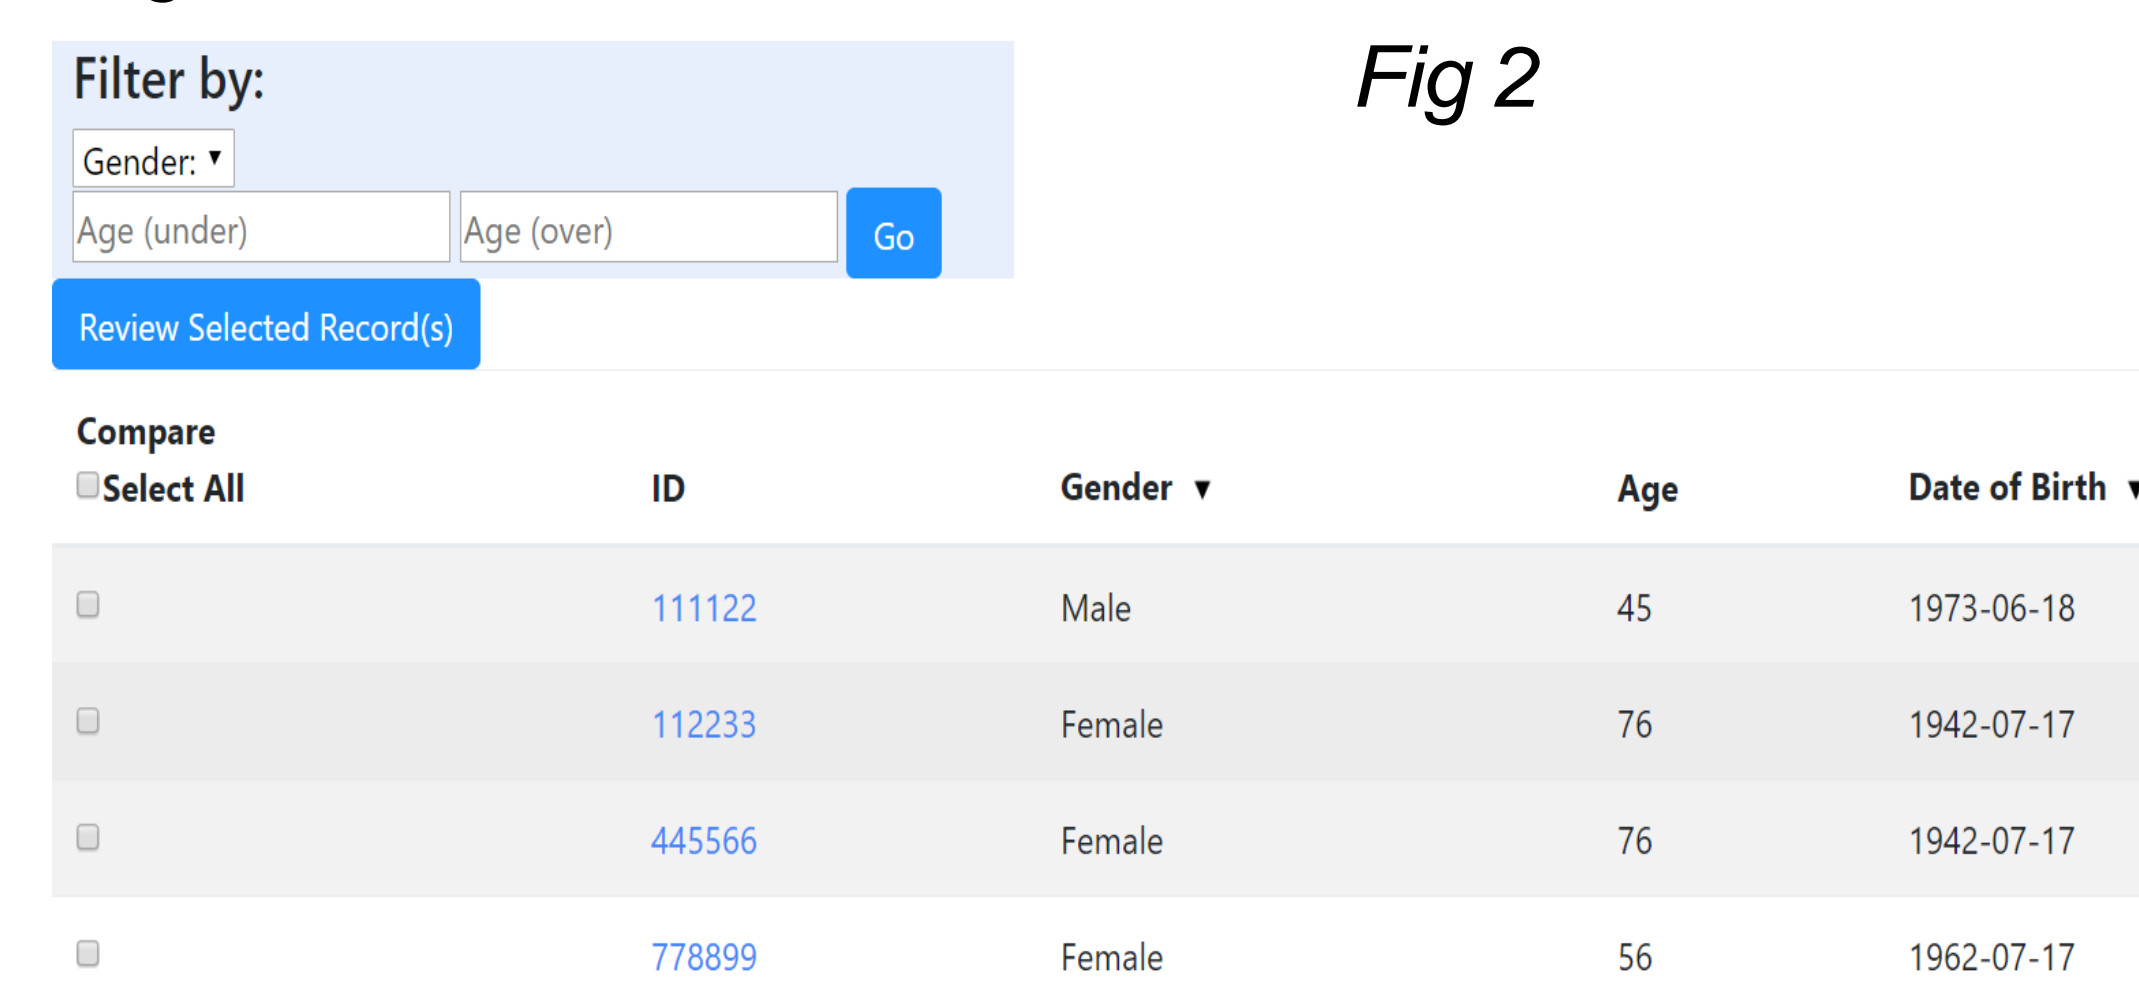 Fig 2
Filter by:
Gender: ▼
Age (under) Age (over) Go
Review Selected Record(s)
Compare
Select All ID Gender ▼ Age Date of Birth ▼
111122 Male 45 1973-06-18
112233 Female 76 1942-07-17
445566 Female 76 1942-07-17
778899 Female 56 1962-07-17